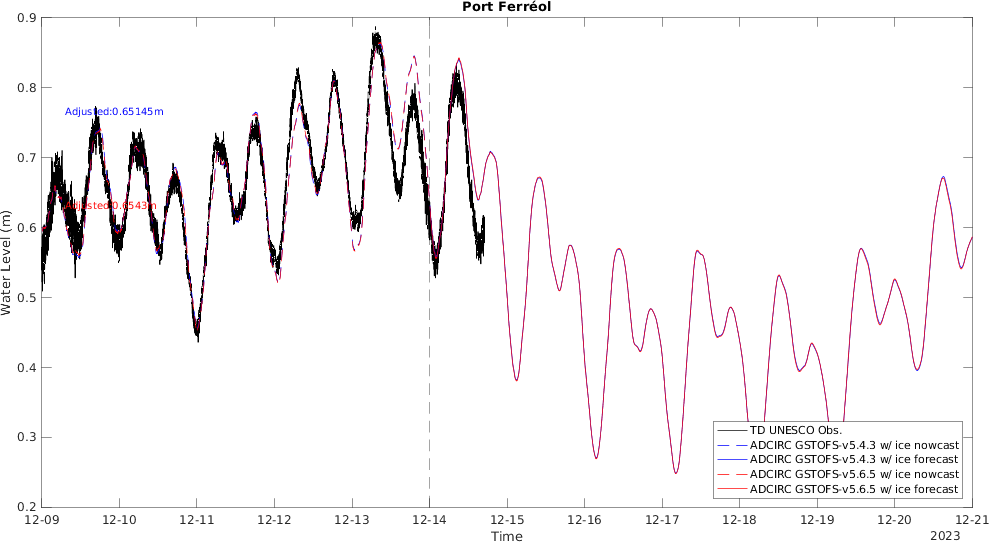 Port Ferréol
0.9
0.8
0.7
0.6
0.5
0.4
0.3
0.2
Water Level (m)
Adjusted:0.65145m
Adjusted:0.6543m
TD UNESCO Obs.
ADCIRC GSTOFS-v5.4.3 w/ ice nowcast
ADCIRC GSTOFS-v5.4.3 w/ ice forecast
ADCIRC GSTOFS-v5.6.5 w/ ice nowcast
ADCIRC GSTOFS-v5.6.5 w/ ice forecast
12-09 12-10 12-11 12-12 12-13 12-14 12-15 12-16 12-17 12-18 12-19 12-20 12-21
Time
2023